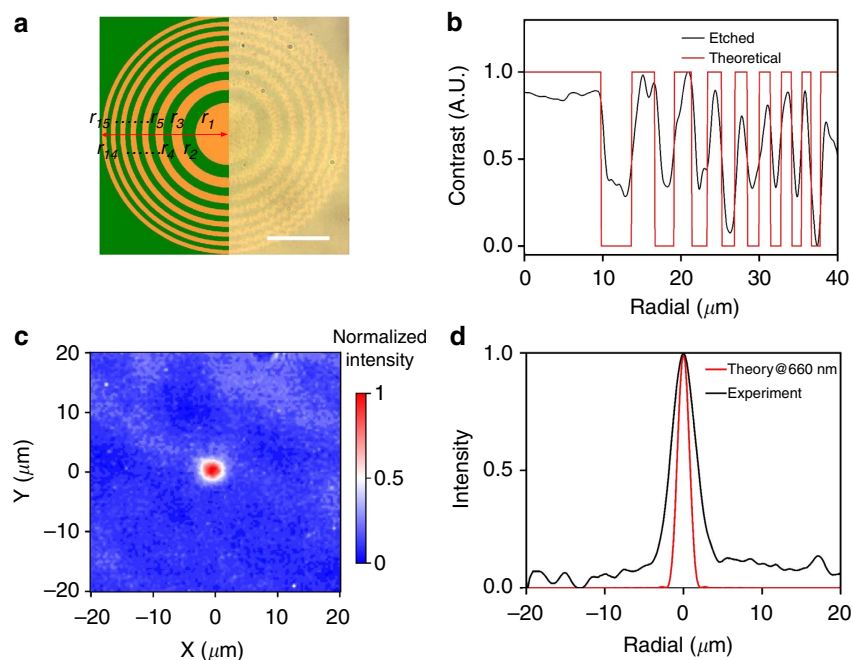 a
r15 ...... r5 r3 r1
r14 ...... r4 r2
b
Etched
Theoretical
Contrast (A.U.)
1.0
0.5
0.0
0 10 20 30 40
Radial (μm)
c
Normalized
intensity
20
10
0
−10
−20
Y (μm)
−20 −10 0 10 20
X (μm)
1
0.5
0
d
Theory@660 nm
Experiment
Intensity
1.0
0.5
0.0
−20 −10 0 10 20
Radial (μm)